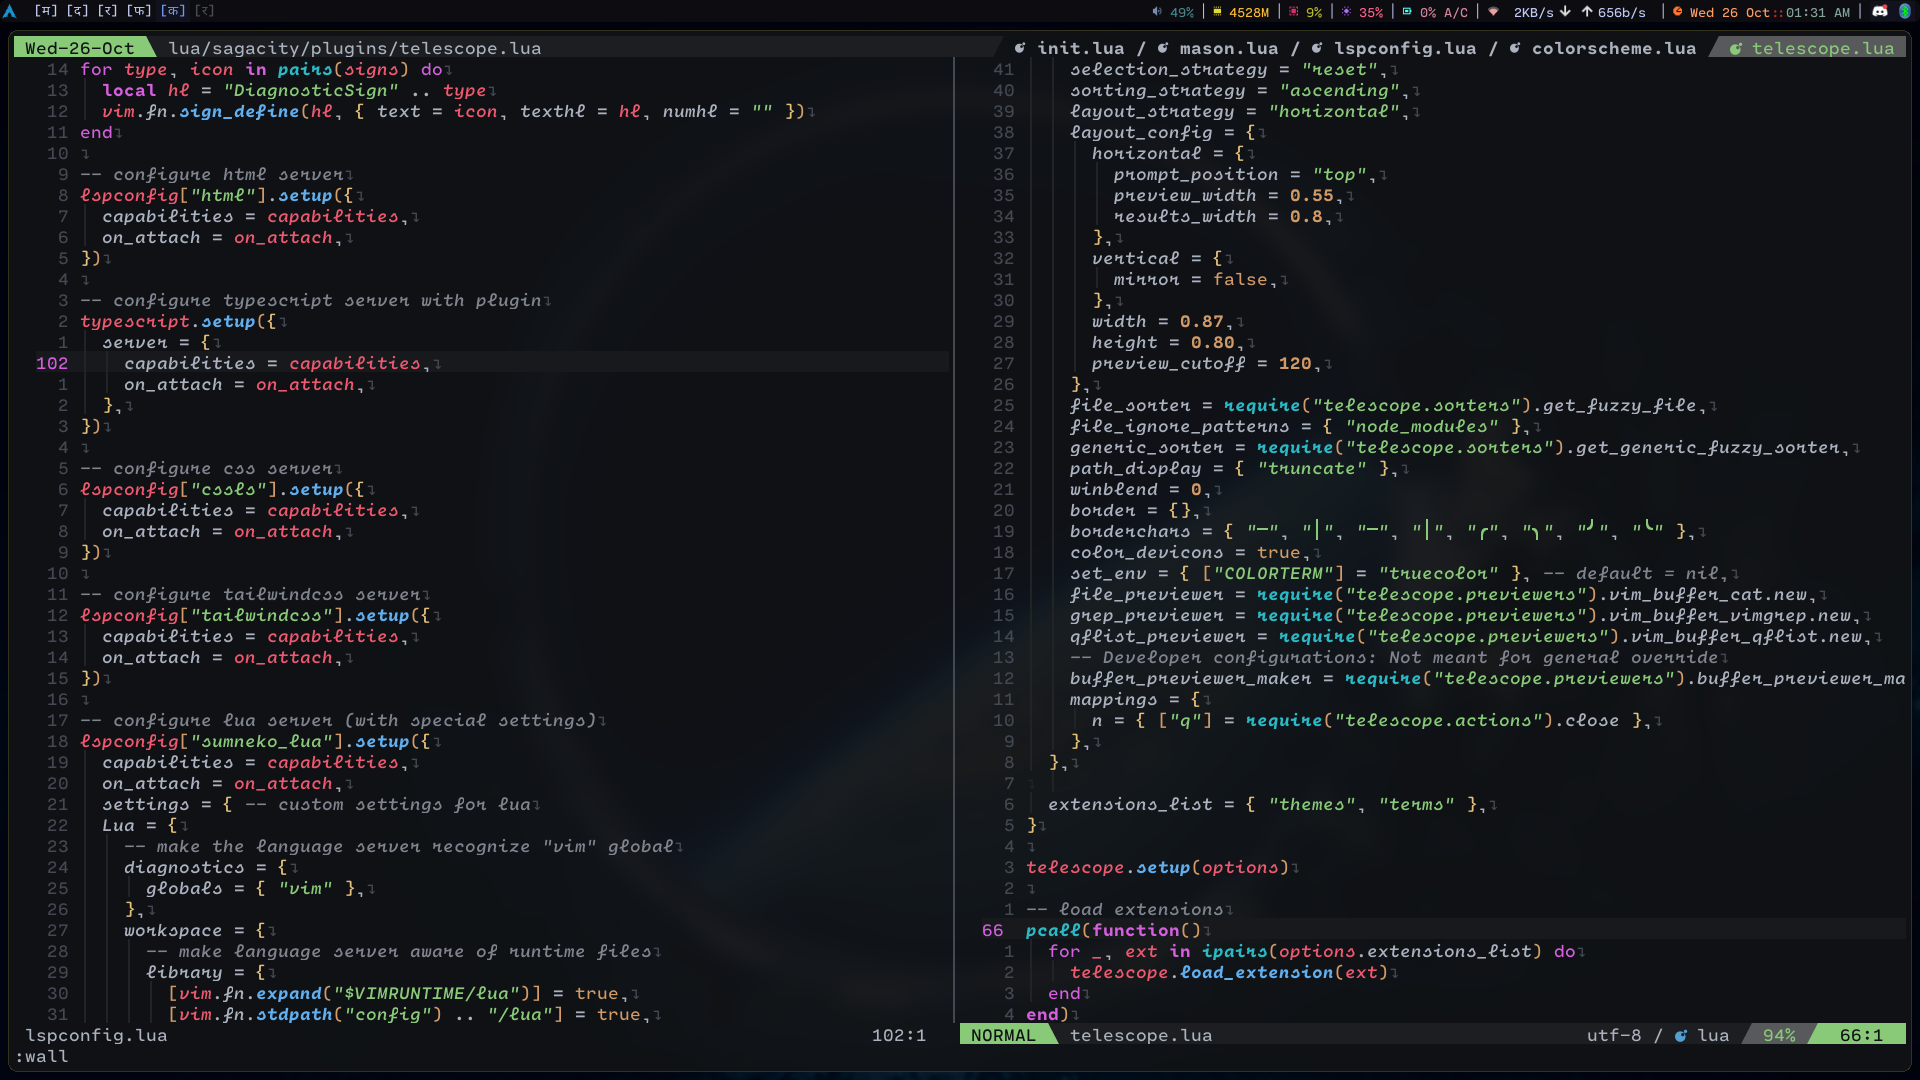 [म] [द] [र] [फ] [क] [र]
49% | 4528M | 9% | 35% | 0% A/C | 2KB/s 656b/s | Wed 26 Oct::01:31 AM |
Wed-26-Oct lua/sagacity/plugins/telescope.lua
init.lua / mason.lua / lspconfig.lua / colorscheme.lua telescope.lua
14 for type, icon in pairs(signs) do
13 local hl = "DiagnosticSign" .. type
12 vim.fn.sign_define(hl, { text = icon, texthl = hl, numhl = "" })
11 end
10
9 -- configure html server
8 lspconfig["html"].setup({
7 capabilities = capabilities,
6 on_attach = on_attach,
5 })
4
3 -- configure typescript server with plugin
2 typescript.setup({
1 server = {
102 capabilities = capabilities,
1 on_attach = on_attach,
2 },
3 })
4
5 -- configure css server
6 lspconfig["cssls"].setup({
7 capabilities = capabilities,
8 on_attach = on_attach,
9 })
10
11 -- configure tailwindcss server
12 lspconfig["tailwindcss"].setup({
13 capabilities = capabilities,
14 on_attach = on_attach,
15 })
16
17 -- configure lua server (with special settings)
18 lspconfig["sumneko_lua"].setup({
19 capabilities = capabilities,
20 on_attach = on_attach,
21 settings = { -- custom settings for lua
22 Lua = {
23 -- make the language server recognize "vim" global
24 diagnostics = {
25 globals = { "vim" },
26 },
27 workspace = {
28 -- make language server aware of runtime files
29 library = {
30 [vim.fn.expand("$VIMRUNTIME/lua")] = true,
31 [vim.fn.stdpath("config") .. "/lua"] = true,
lspconfig.lua 102:1
:wall
41 selection_strategy = "reset",
40 sorting_strategy = "ascending",
39 layout_strategy = "horizontal",
38 layout_config = {
37 horizontal = {
36 prompt_position = "top",
35 preview_width = 0.55,
34 results_width = 0.8,
33 },
32 vertical = {
31 mirror = false,
30 },
29 width = 0.87,
28 height = 0.80,
27 preview_cutoff = 120,
26 },
25 file_sorter = require("telescope.sorters").get_fuzzy_file,
24 file_ignore_patterns = { "node_modules" },
23 generic_sorter = require("telescope.sorters").get_generic_fuzzy_sorter,
22 path_display = { "truncate" },
21 winblend = 0,
20 border = {},
19 borderchars = { "─", "│", "─", "│", "╭", "╮", "╯", "╰" },
18 color_devicons = true,
17 set_env = { ["COLORTERM"] = "truecolor" }, -- default = nil,
16 file_previewer = require("telescope.previewers").vim_buffer_cat.new,
15 grep_previewer = require("telescope.previewers").vim_buffer_vimgrep.new,
14 qflist_previewer = require("telescope.previewers").vim_buffer_qflist.new,
13 -- Developer configurations: Not meant for general override
12 buffer_previewer_maker = require("telescope.previewers").buffer_previewer_ma
11 mappings = {
10 n = { ["q"] = require("telescope.actions").close },
9 },
8 },
7
6 extensions_list = { "themes", "terms" },
5 }
4
3 telescope.setup(options)
2
1 -- load extensions
66 pcall(function()
1 for _, ext in ipairs(options.extensions_list) do
2 telescope.load_extension(ext)
3 end
4 end)
NORMAL telescope.lua utf-8 / lua 94% 66:1